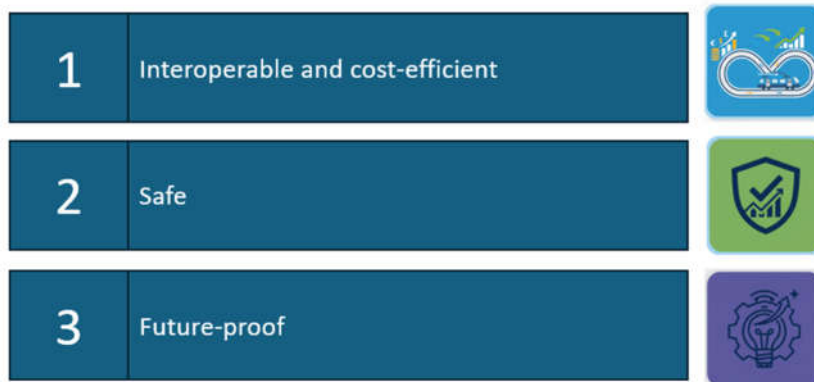 1
Interoperable and cost-efficient
2
Safe
3
Future-proof